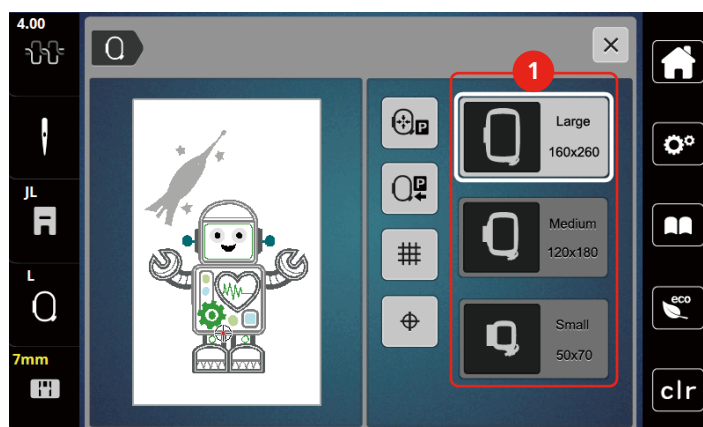 4.00
JL
L
7mm
P
P
1
Large
160x260
Medium
120x180
Small
50x70
eco
clr